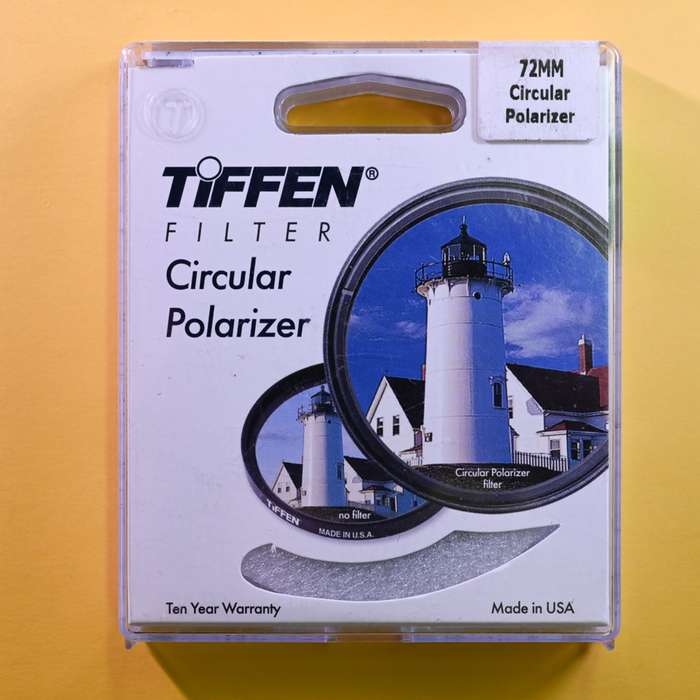 72MM
Circular
Polarizer
TiFFEN®
FILTER
Circular
Polarizer
Circular Polarizer
filter
no filter
TiFFEN
MADE IN U.S.A.
Ten Year Warranty
Made in USA